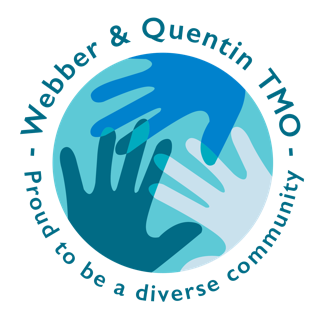 - Webber & Quentin TMO -
Proud to be a diverse community